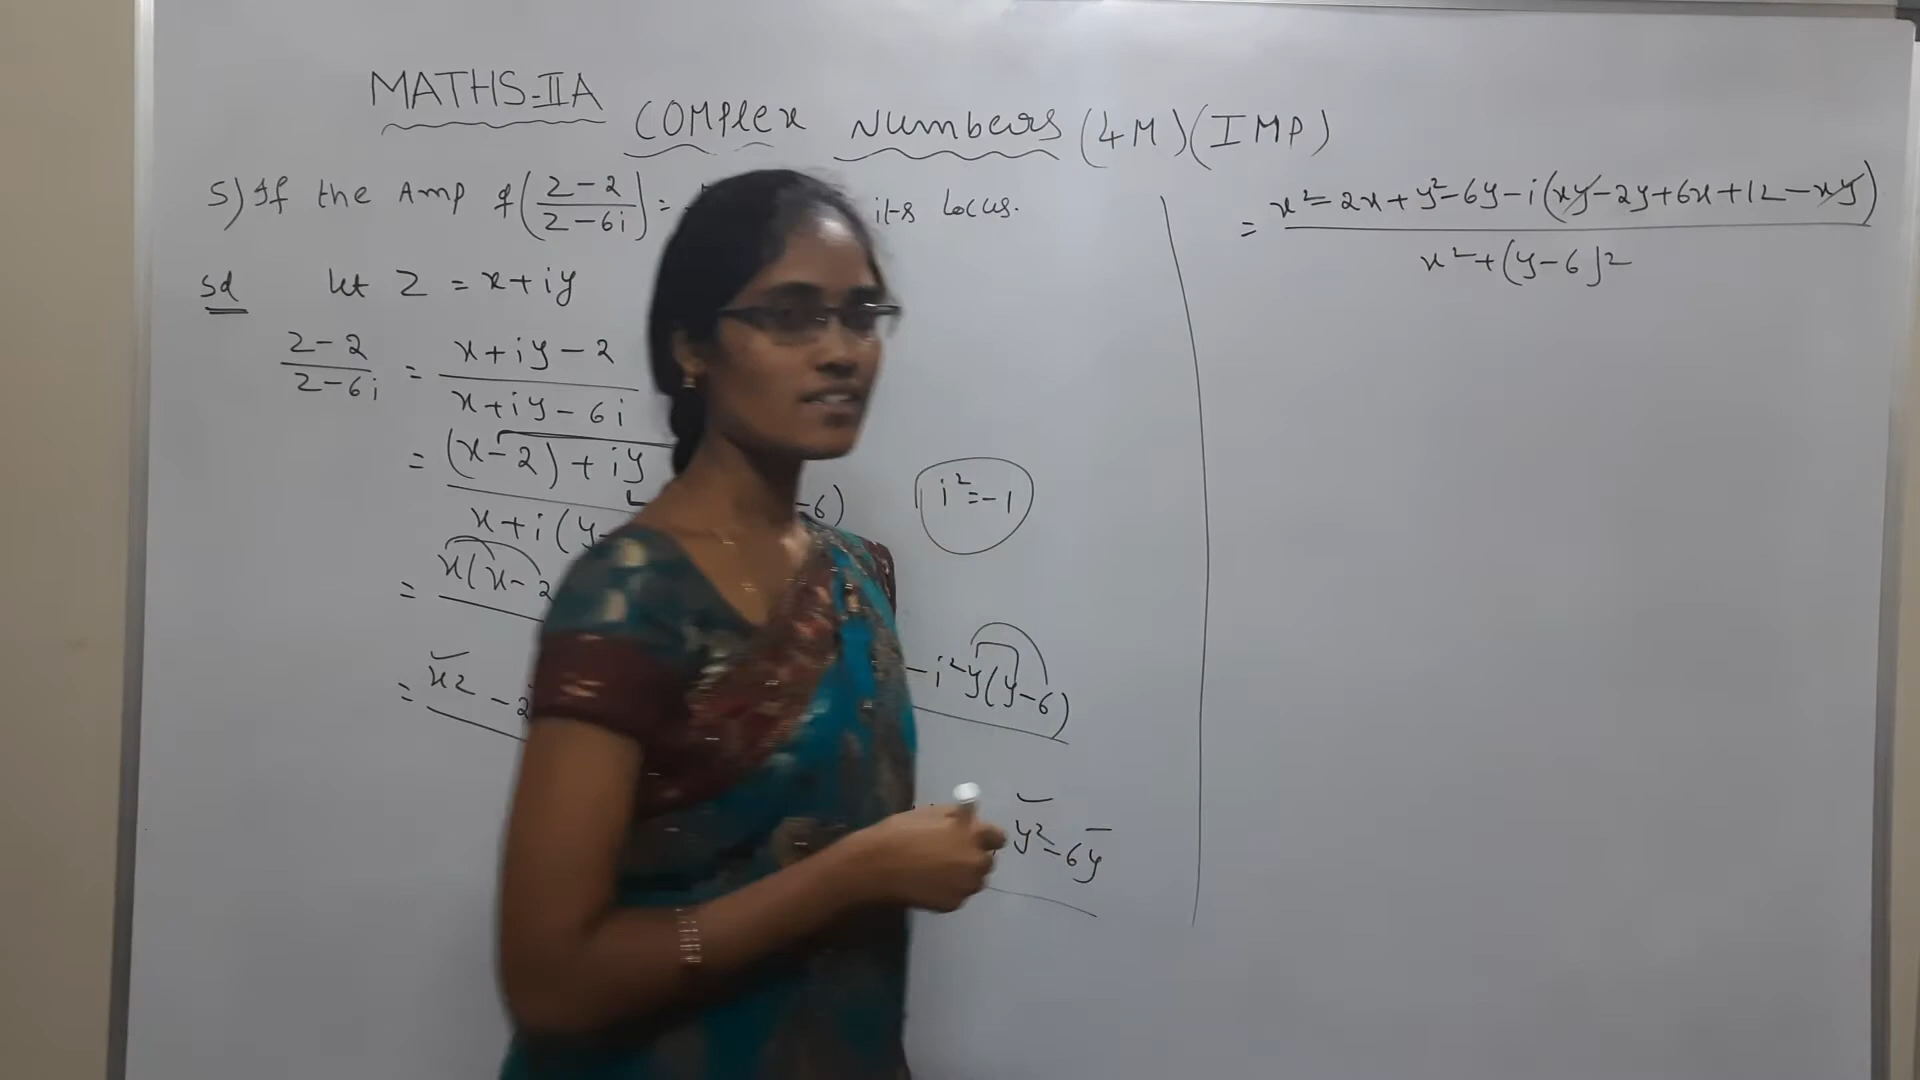 MATHS-IIA
COMPlEx NUmbers (4M) (IMP)
5) If the Amp of (z-2/z-6i) = its Locus.
Sol let z = x+iy
z-2/z-6i = x+iy-2/x+iy-6i
= (x-2)+iy/x+i(y- -6)
i²=-1
= x(x-2
-i²y(y-6)
= x² -2
y²-6y
= x²-2x+y²-6y-i(xy-2y+6x+12-xy)/x²+(y-6)²